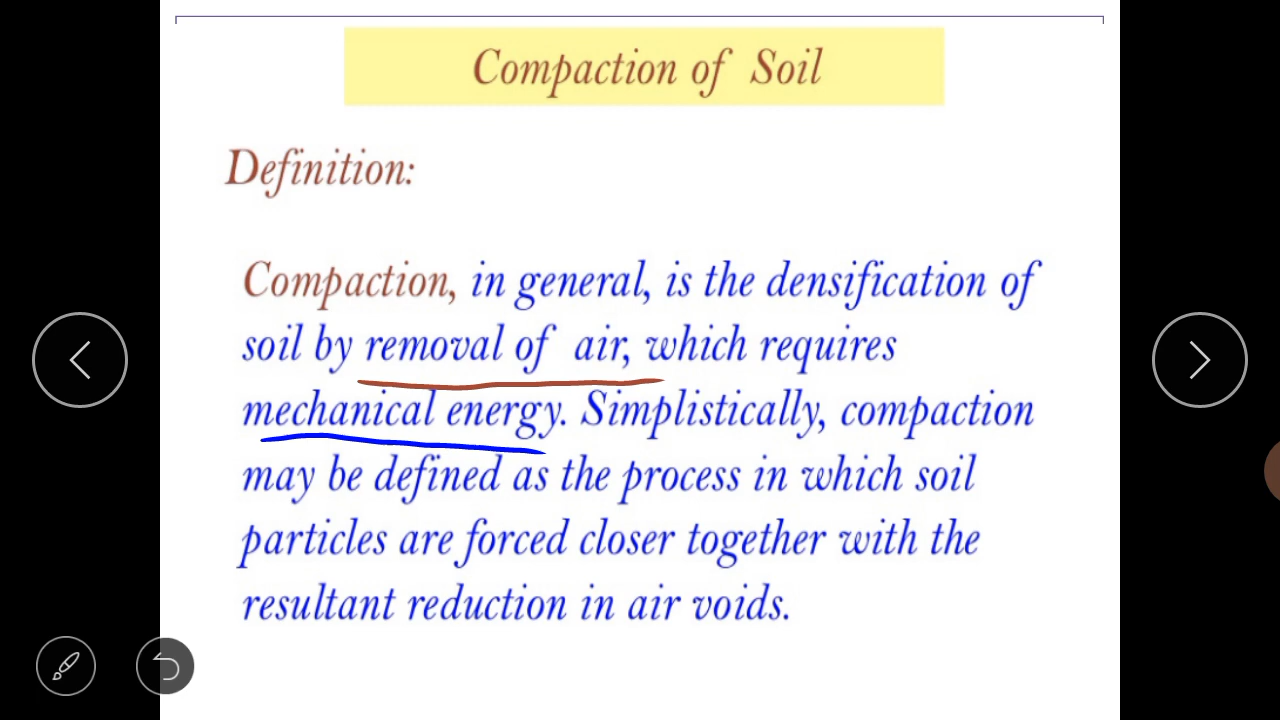 Compaction of Soil
Definition:
Compaction, in general, is the densification of
soil by removal of air, which requires
mechanical energy. Simplistically, compaction
may be defined as the process in which soil
particles are forced closer together with the
resultant reduction in air voids.